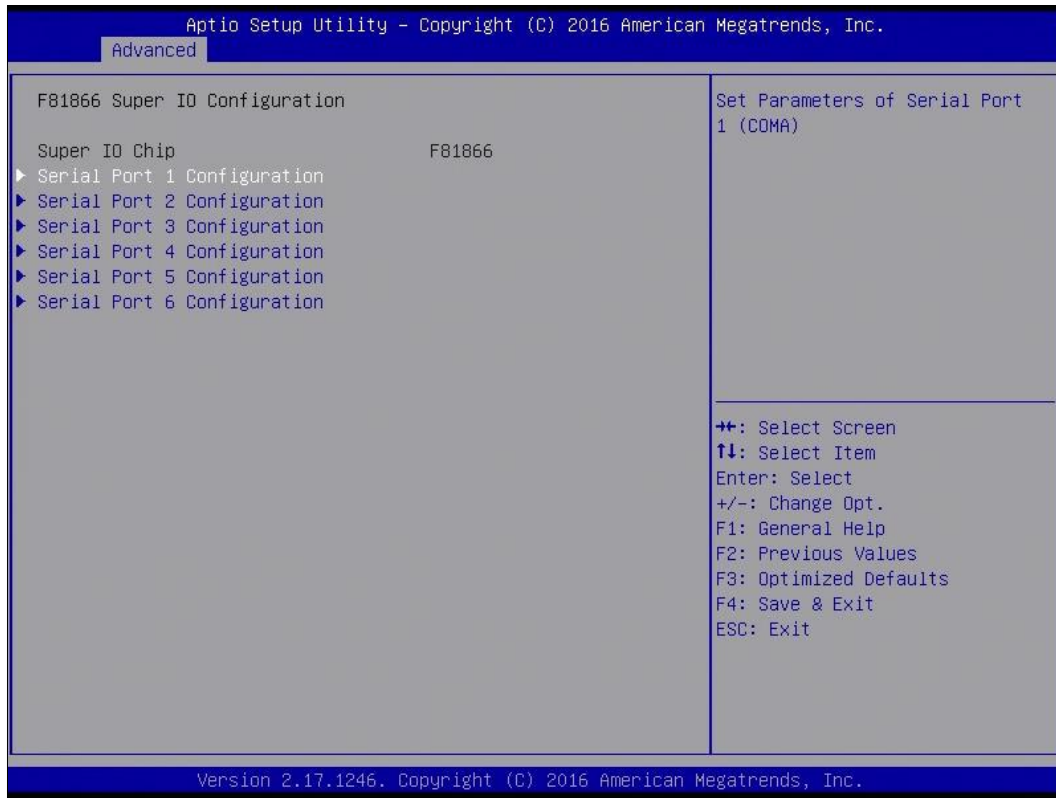 Aptio Setup Utility – Copyright (C) 2016 American Megatrends, Inc.
Advanced
F81866 Super IO Configuration
Super IO Chip F81866
▶ Serial Port 1 Configuration
▶ Serial Port 2 Configuration
▶ Serial Port 3 Configuration
▶ Serial Port 4 Configuration
▶ Serial Port 5 Configuration
▶ Serial Port 6 Configuration
Set Parameters of Serial Port
1 (COMA)
→←: Select Screen
↑↓: Select Item
Enter: Select
+/-: Change Opt.
F1: General Help
F2: Previous Values
F3: Optimized Defaults
F4: Save & Exit
ESC: Exit
Version 2.17.1246. Copyright (C) 2016 American Megatrends, Inc.